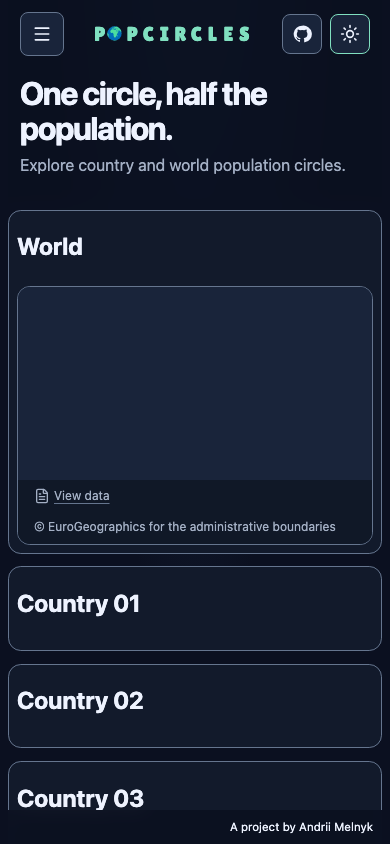 P🌍PCIRCLES
One circle, half the
population.
Explore country and world population circles.
World
View data
© EuroGeographics for the administrative boundaries
Country 01
Country 02
Country 03
A project by Andrii Melnyk